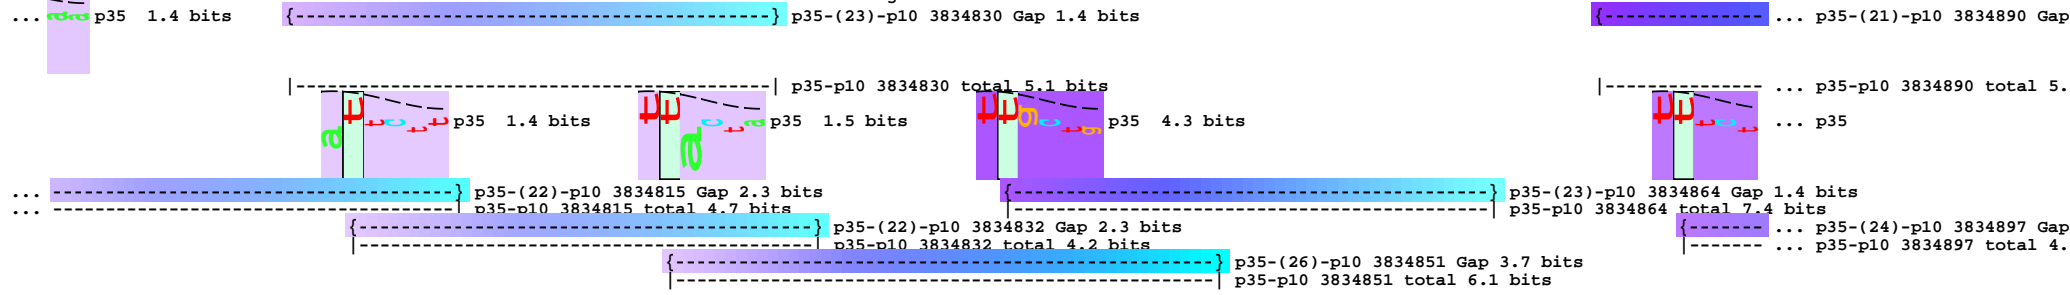 ... p35 1.4 bits {----------------------------------------------} p35-(23)-p10 3834830 Gap 1.4 bits {--------------- ... p35-(21)-p10 3834890 Gap
|----------------------------------------------| p35-p10 3834830 total 5.1 bits |--------------- ... p35-p10 3834890 total 5.
a t t c t t p35 1.4 bits t t a c t a p35 1.5 bits t t g c t g p35 4.3 bits t t t c t ... p35
... --------------------------------------} p35-(22)-p10 3834815 Gap 2.3 bits {----------------------------------------------} p35-(23)-p10 3834864 Gap 1.4 bits
... --------------------------------------| p35-p10 3834815 total 4.7 bits |----------------------------------------------| p35-p10 3834864 total 7.4 bits
{--------------------------------------------} p35-(22)-p10 3834832 Gap 2.3 bits {------- ... p35-(24)-p10 3834897 Gap
|--------------------------------------------| p35-p10 3834832 total 4.2 bits |------- ... p35-p10 3834897 total 4.
{----------------------------------------------------} p35-(26)-p10 3834851 Gap 3.7 bits
|----------------------------------------------------| p35-p10 3834851 total 6.1 bits